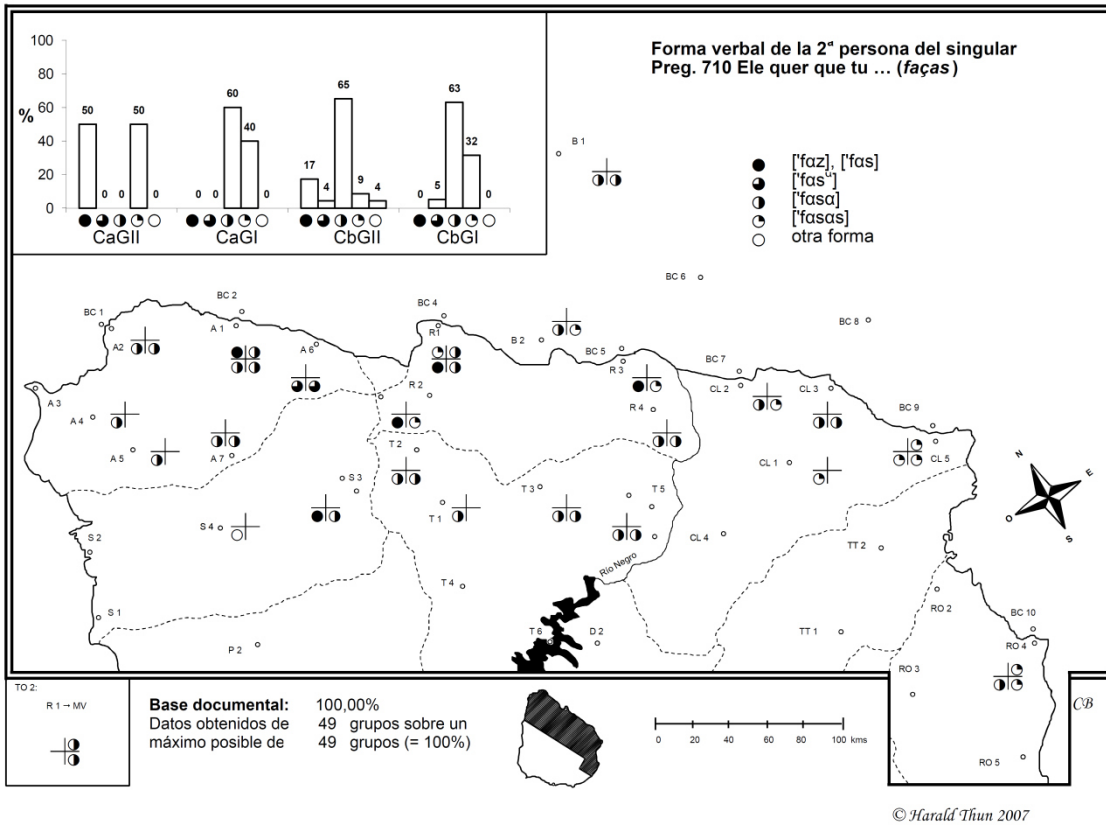 Forma verbal de la 2ª persona del singular
Preg. 710 Ele quer que tu ... (faças)
100
80
60
%
40
20
0
50 0 0 50 0
0 0 60 40 0
17 4 65 9 4
0 5 63 32 0
CaGII CaGI CbGII CbGI
['fɑz], ['fɑs]
['fɑsᵘ]
['fɑsɑ]
['fɑsɑs]
otra forma
B 1
BC 6
BC 1
BC 2
BC 4
BC 8
A 1
R1
A2
A 6
B 2
BC 5
R 3
BC 7
CL 2
CL 3
A 3
R 2
A 4
R 4
BC 9
A 5
A 7
T 2
CL 1
CL 5
S 3
T 3
T 5
N
E
O
S
S 4
T 1
S 2
CL 4
TT 2
Río Negro
T 4
RO 2
S 1
P 2
T 6
D 2
TT 1
BC 10
RO 4
RO 3
RO 5
TO 2:
R 1 → MV
Base documental: 100,00%
Datos obtenidos de 49 grupos sobre un
máximo posible de 49 grupos (= 100%)
0 20 40 60 80 100 kms
CB
© Harald Thun 2007